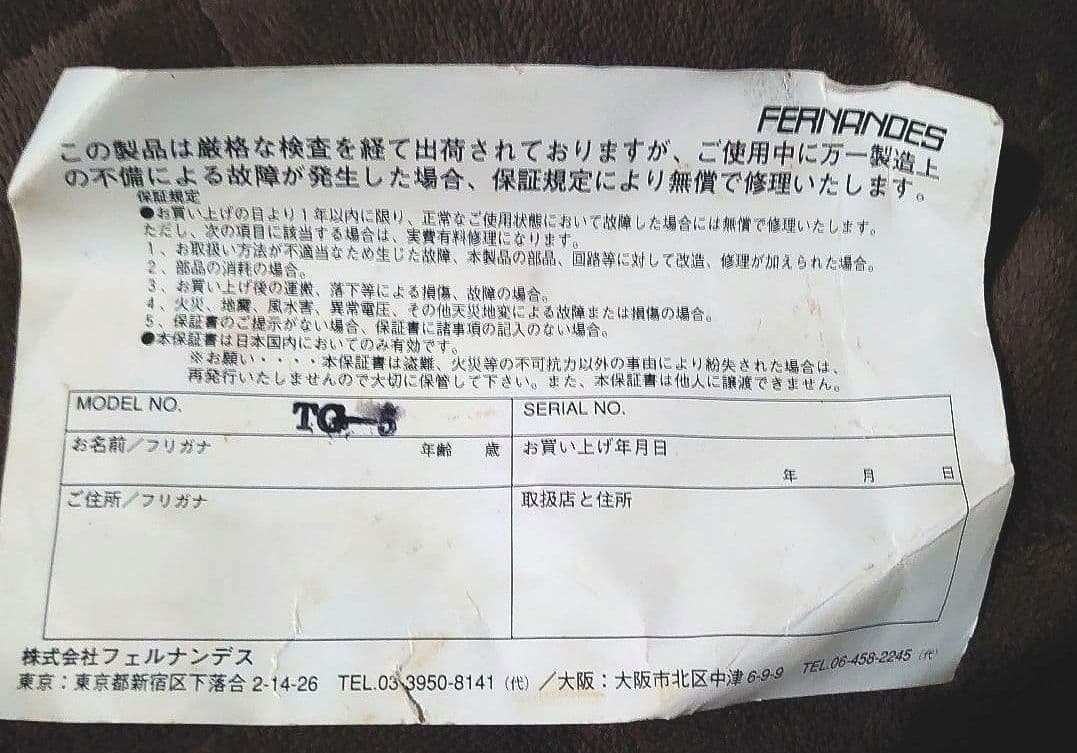 FERNANDES
この製品は厳格な検査を経て出荷されておりますが、ご使用中に万一製造上
の不備による故障が発生した場合、保証規定により無償で修理いたします。
保証規定
●お買い上げの日より1年以内に限り、正常なご使用状態において故障した場合には無償で修理いたします。
ただし、次の項目に該当する場合は、実費有料修理になります。
1、お取扱い方法が不適当なため生じた故障、本製品の部品、回路等に対して改造、修理が加えられた場合。
2、部品の消耗の場合。
3、お買い上げ後の運搬、落下等による損傷、故障の場合。
4、火災、地震、風水害、異常電圧、その他天災地変による故障または損傷の場合。
5、保証書のご提示がない場合、保証書に諸事項の記入のない場合。
●本保証書は日本国内においてのみ有効です。
※お願い・・・・本保証書は盗難、火災等の不可抗力以外の事由により紛失された場合は、
再発行いたしませんので大切に保管して下さい。また、本保証書は他人に譲渡できません。
MODEL NO. TG-5 SERIAL NO.
お名前／フリガナ 年齢 歳 お買い上げ年月日
年 月 日
ご住所／フリガナ 取扱店と住所
株式会社フェルナンデス
東京：東京都新宿区下落合2-14-26 TEL.03-3950-8141（代）／大阪：大阪市北区中津6-9-9 TEL.06-458-2245（代）